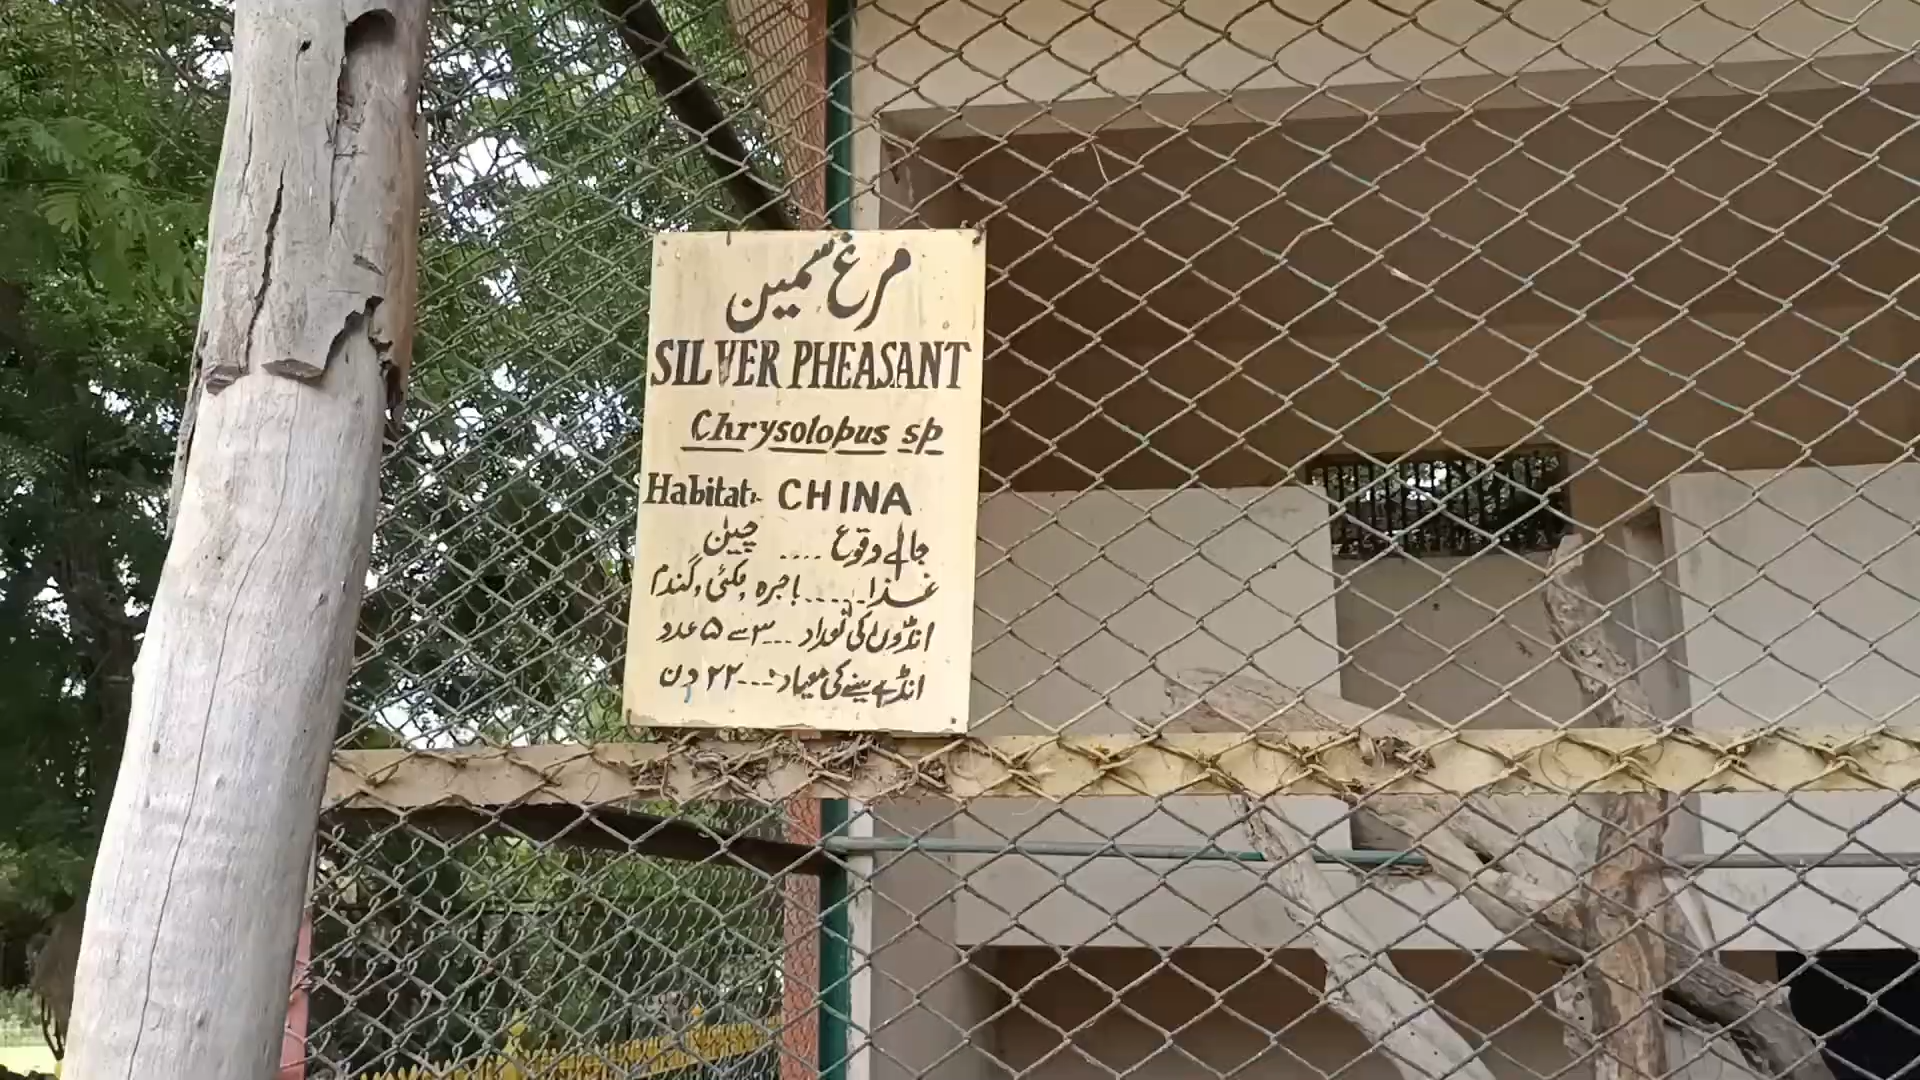 مرغ سمیں
SILVER PHEASANT
Chrysolopus sp
Habitat:- CHINA
جائے وقوع .... چین
غذا ..... باجرہ، مکئی، گندم
انڈوں کی تعداد ... ۳ سے ۵ عدد
انڈے سینے کی میعاد :--- ۲۲ دن